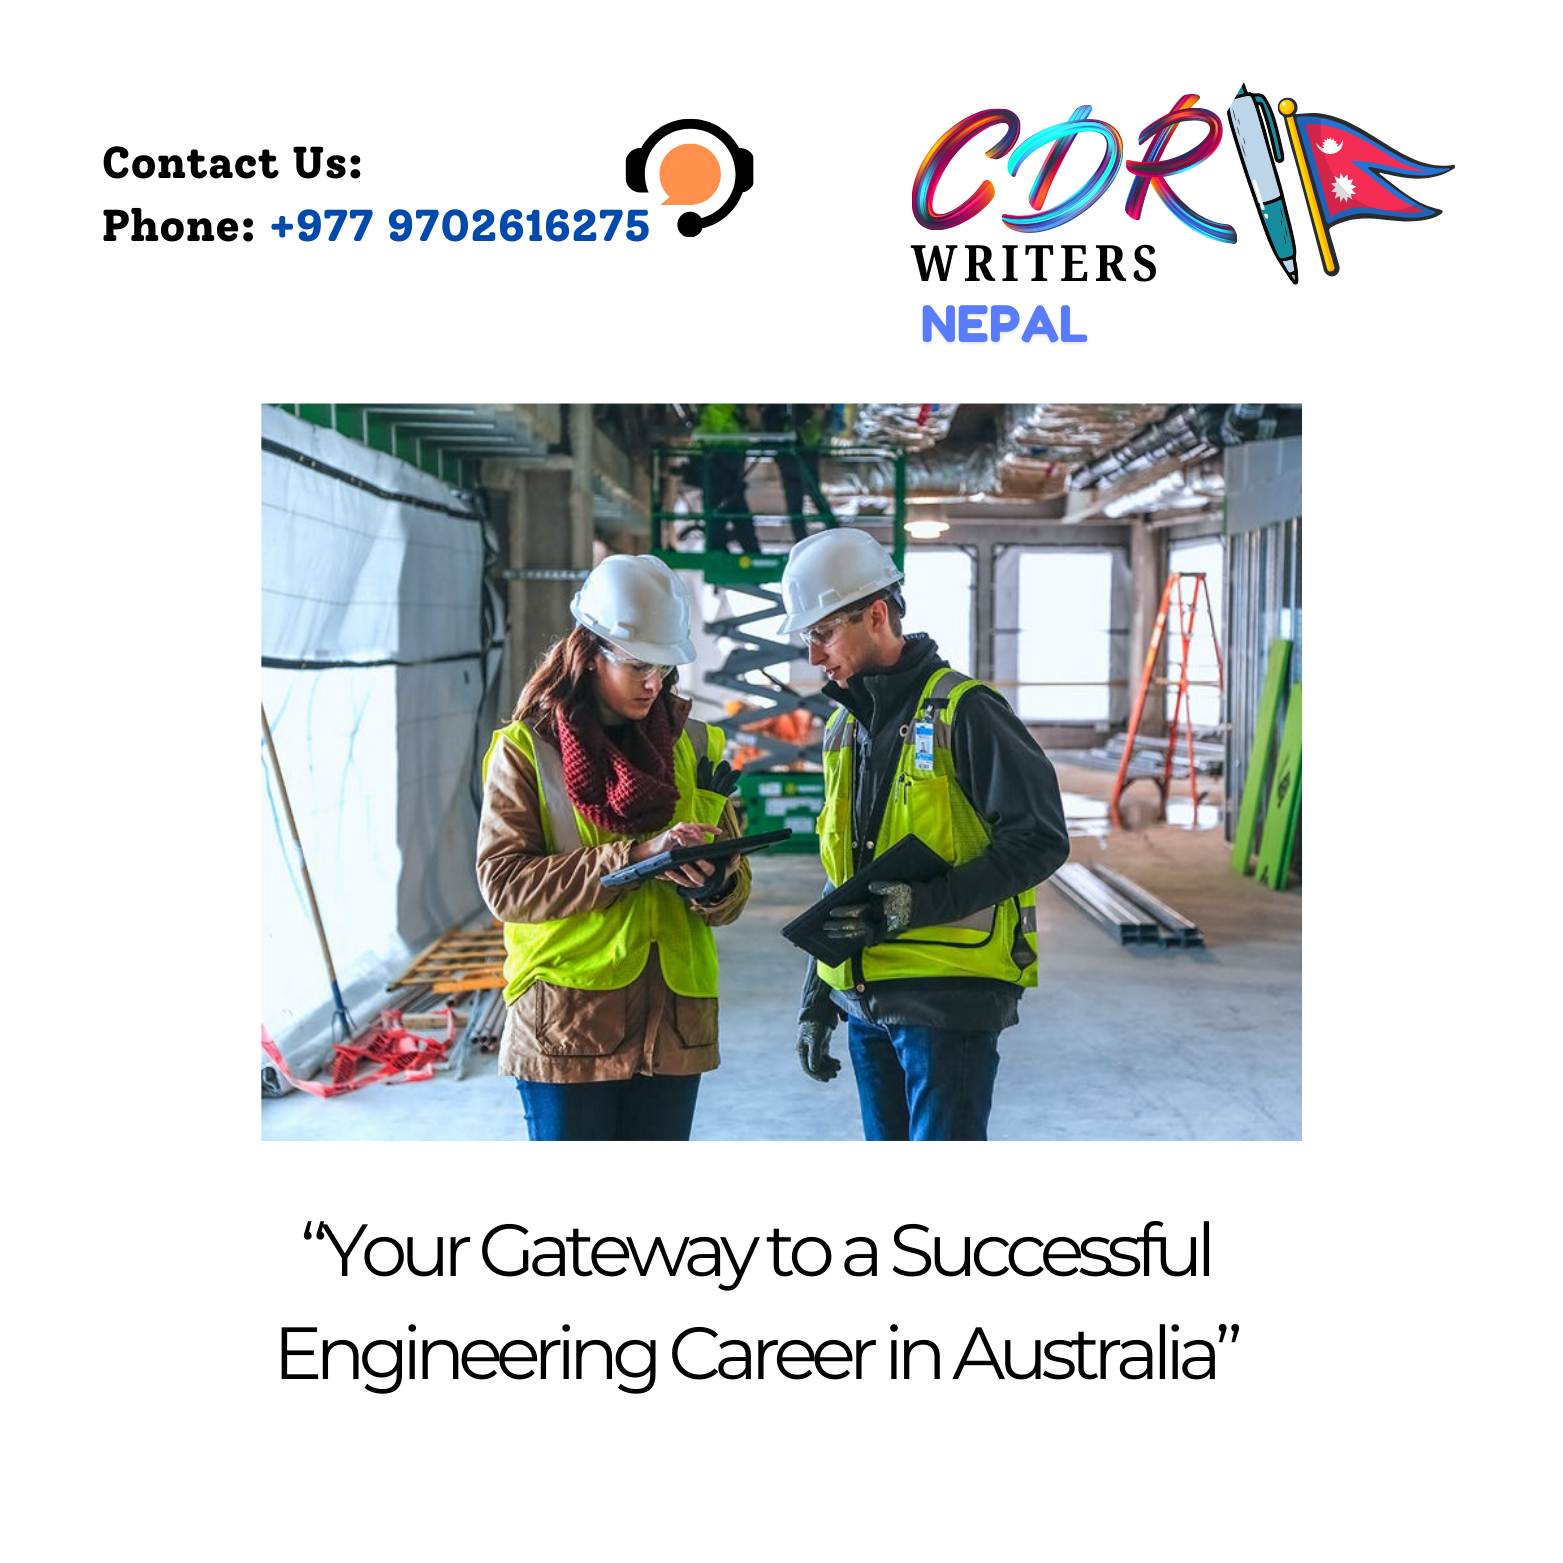 Contact Us:
Phone: +977 9702616275
CDR
WRITERS
NEPAL
“Your Gateway to a Successful
Engineering Career in Australia”